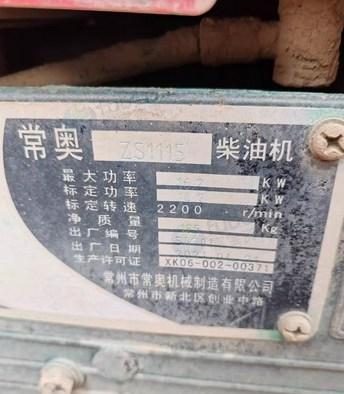 常奥 ZS1115 柴油机
最大功率 KW
标定功率 KW
标定转速 2200 r/min
净质量 Kg
出厂编号
出厂日期
生产许可证 XK06-002-00371
常州市常奥机械制造有限公司
常州市新北区创业中路